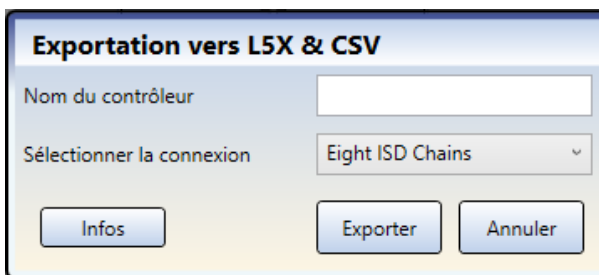 Exportation vers L5X & CSV
Nom du contrôleur
Sélectionner la connexion
Eight ISD Chains
Infos
Exporter
Annuler